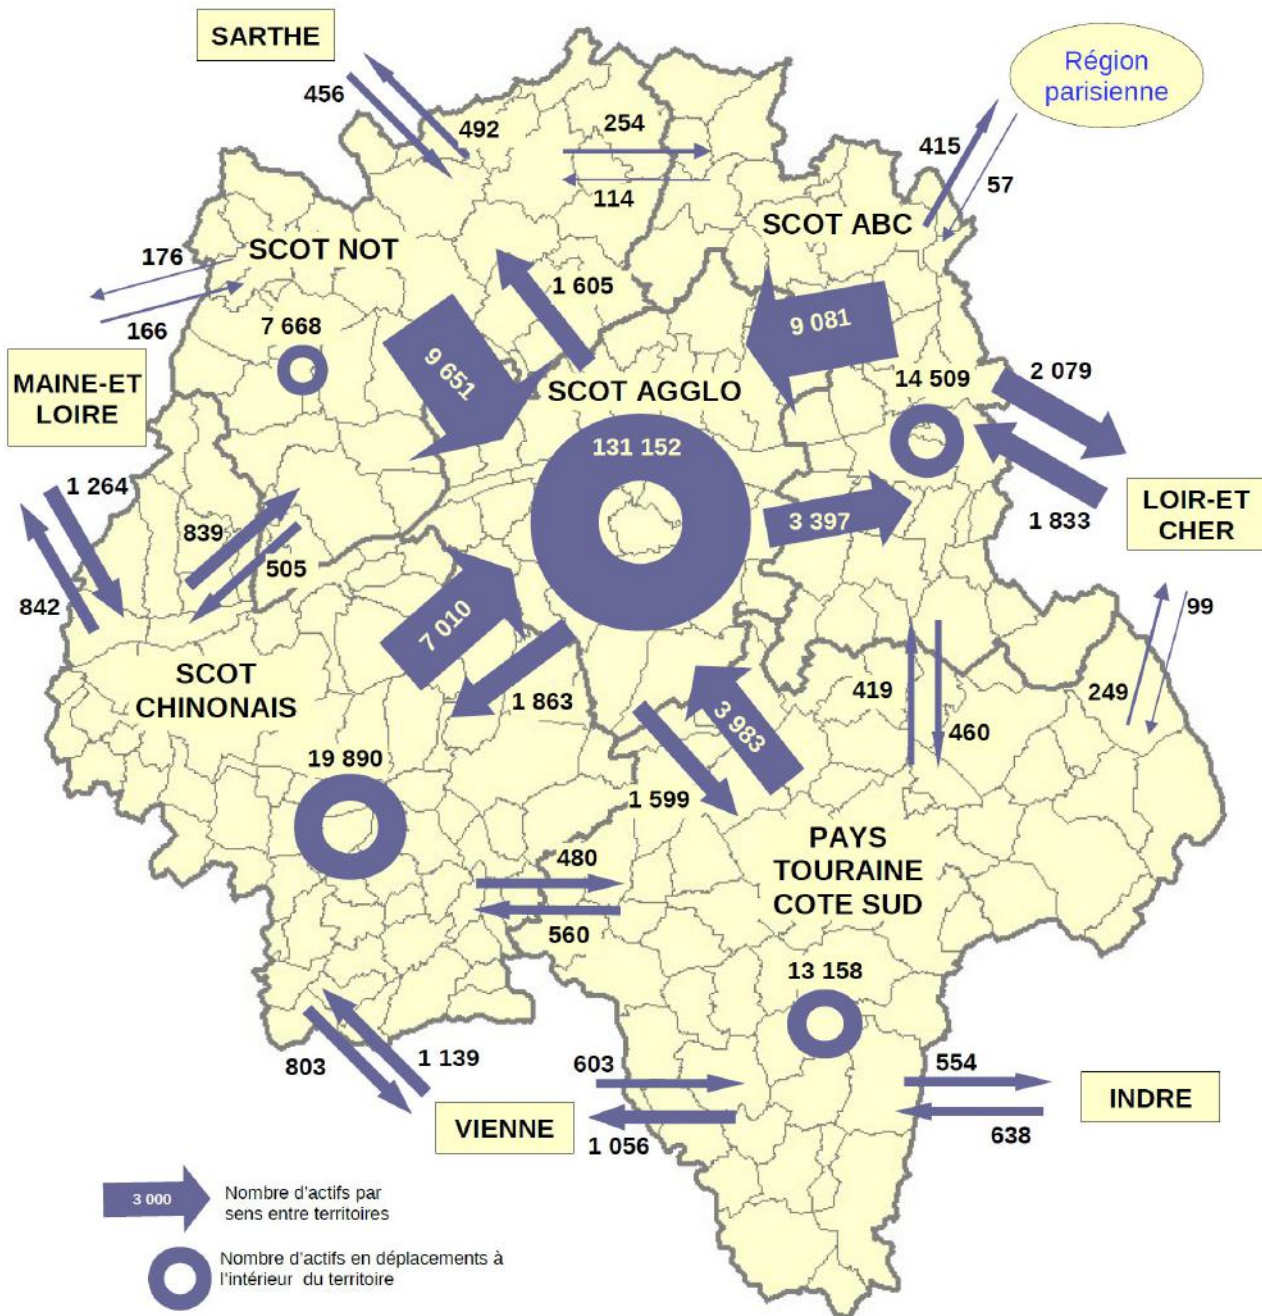 SARTHE
Région
parisienne
456
492
254
415
114
57
SCOT ABC
SCOT NOT
176
1 605
166
7 668
9 081
MAINE-ET
LOIRE
9 651
SCOT AGGLO
14 509
2 079
131 152
1 264
839
3 397
1 833
LOIR-ET
CHER
505
842
7 010
99
SCOT
CHINONAIS
1 863
419
249
3 983
460
19 890
1 599
PAYS
TOURAINE
COTE SUD
480
560
13 158
803
1 139
603
554
INDRE
VIENNE
1 056
638
3 000
Nombre d'actifs par
sens entre territoires
Nombre d'actifs en déplacements à
l'intérieur du territoire